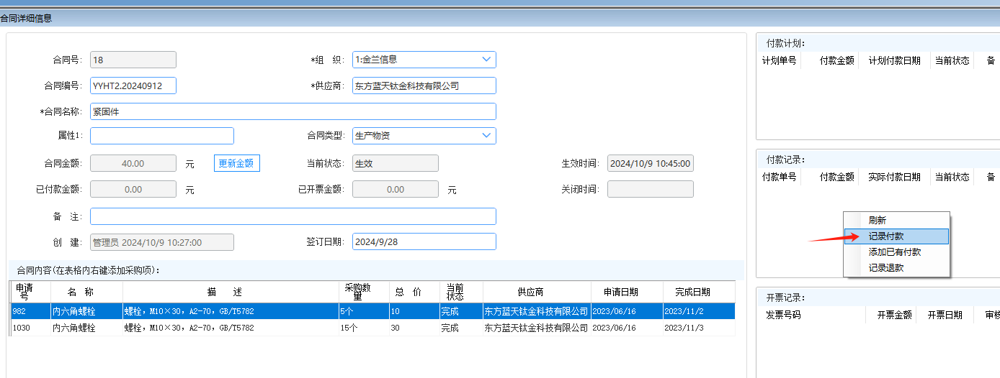 合同详细信息
合同号: 18 *组 织: 1:金兰信息
合同编号: YYHT2.20240912 *供应商: 东方蓝天钛金科技有限公司
*合同名称: 紧固件
属性1: 合同类型: 生产物资
合同金额: 40.00 元 更新金额 当前状态: 生效 生效时间: 2024/10/9 10:45:00
已付款金额: 0.00 元 已开票金额: 0.00 元 关闭时间:
备 注:
创 建: 管理员 2024/10/9 10:27:00 签订日期: 2024/9/28
合同内容(在表格内右键添加采购项):
申请号 名 称 描 述 采购数量 总 价 当前状态 供应商 申请日期 完成日期
982 内六角螺栓 螺栓，M10×30，A2-70，GB/T5782 5个 10 完成 东方蓝天钛金科技有限公司 2023/06/16 2023/11/2
1030 内六角螺栓 螺栓，M10×30，A2-70，GB/T5782 15个 30 完成 东方蓝天钛金科技有限公司 2023/06/16 2023/11/3
付款计划:
计划单号 付款金额 计划付款日期 当前状态 备
付款记录:
付款单号 付款金额 实际付款日期 当前状态 备
刷新
记录付款
添加已有付款
记录退款
开票记录:
发票号码 开票金额 开票日期 审核